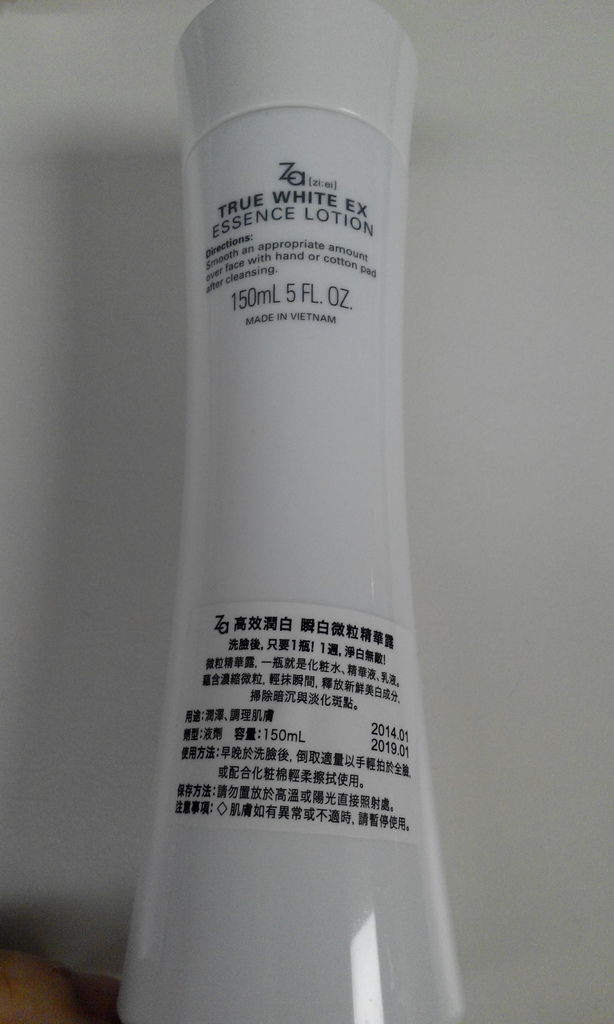 Za [zi:ei]
TRUE WHITE EX
ESSENCE LOTION
Directions:
Smooth an appropriate amount
over face with hand or cotton pad
after cleansing.
150mL 5 FL. OZ.
MADE IN VIETNAM
Za 高效潤白 瞬白微粒精華露
洗臉後, 只要1瓶! 1週, 淨白無敵!
微粒精華露, 一瓶就是化粧水、精華液、乳液。
蘊含濃縮微粒, 輕抹瞬間, 釋放新鮮美白成分,
掃除暗沉與淡化斑點。
用途:潤澤、調理肌膚
劑型:液劑 容量:150mL
2014.01
2019.01
使用方法:早晚於洗臉後, 倒取適量以手輕拍於全臉,
或配合化粧棉輕柔擦拭使用。
保存方法:請勿置放於高溫或陽光直接照射處。
注意事項:◇肌膚如有異常或不適時, 請暫停使用。